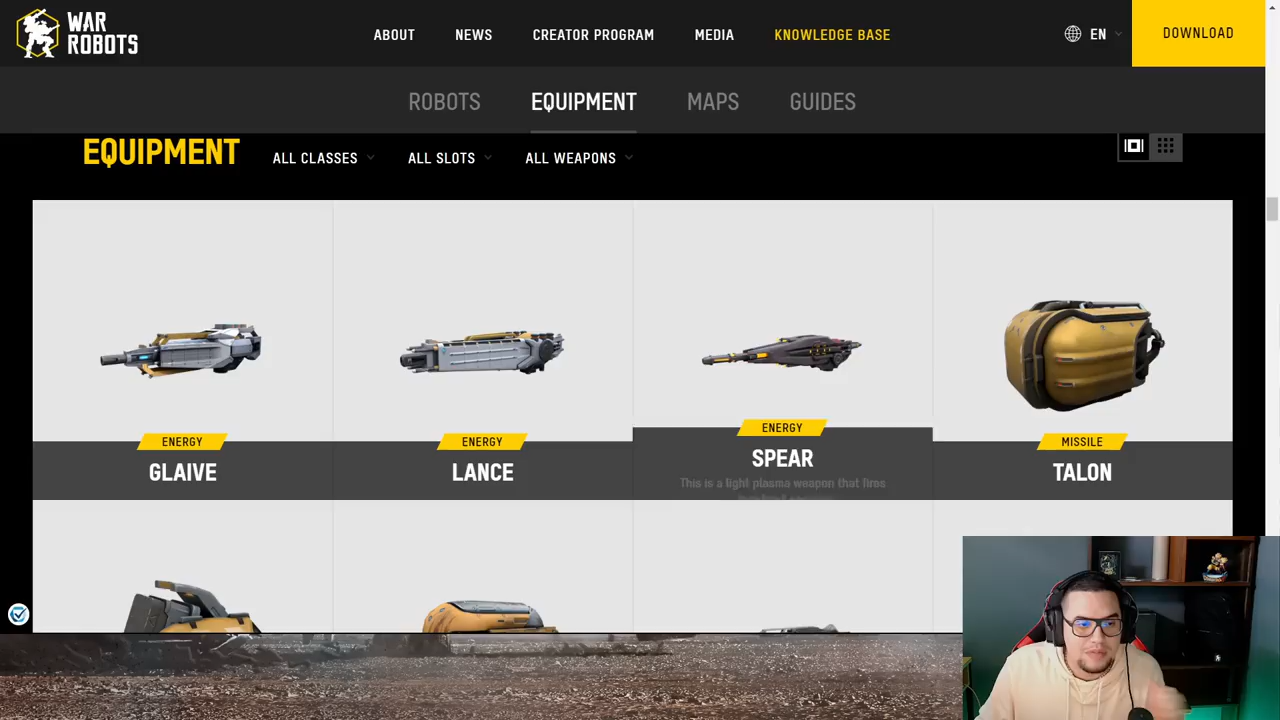 WAR
ROBOTS
ABOUT NEWS CREATOR PROGRAM MEDIA KNOWLEDGE BASE
EN
DOWNLOAD
ROBOTS EQUIPMENT MAPS GUIDES
EQUIPMENT ALL CLASSES ALL SLOTS ALL WEAPONS
ENERGY
GLAIVE
ENERGY
LANCE
ENERGY
SPEAR
This is a light plasma weapon that fires
MISSILE
TALON